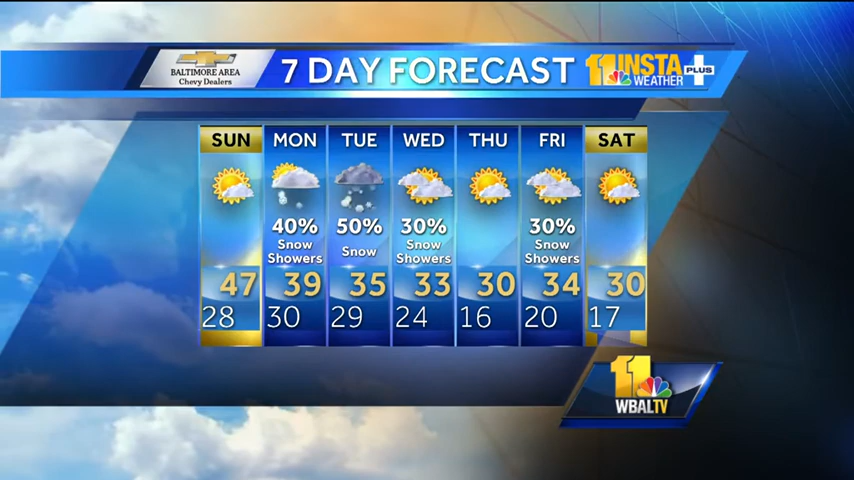 BALTIMORE AREA
Chevy Dealers
7 DAY FORECAST
11 INSTA
WEATHER PLUS
SUN MON TUE WED THU FRI SAT
40% 50% 30% 30%
Snow Showers Snow Snow Showers Snow Showers
47 39 35 33 30 34 30
28 30 29 24 16 20 17
11
WBALTV